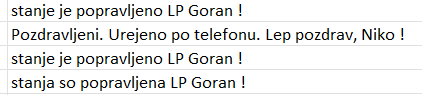 stanje je popravljeno LP Goran !
Pozdravljeni. Urejeno po telefonu. Lep pozdrav, Niko !
stanje je popravljeno LP Goran !
stanja so popravljena LP Goran !